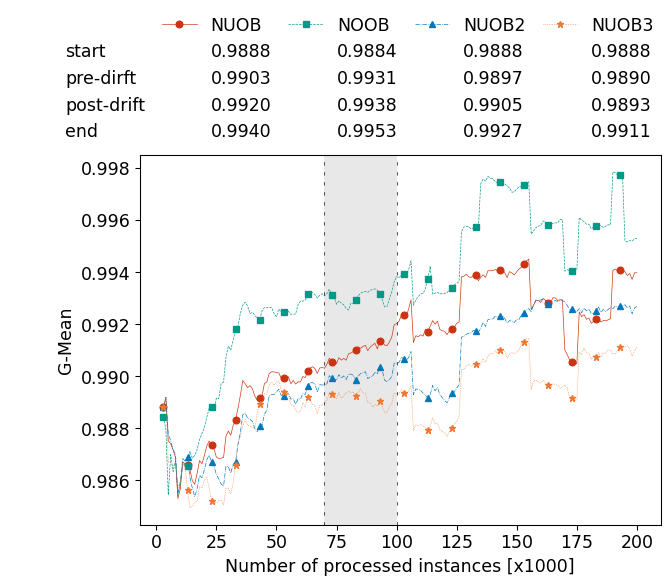 NUOB NOOB NUOB2 NUOB3
start 0.9888 0.9884 0.9888 0.9888
pre-dirft 0.9903 0.9931 0.9897 0.9890
post-drift 0.9920 0.9938 0.9905 0.9893
end 0.9940 0.9953 0.9927 0.9911
0.998
0.996
0.994
0.992
0.990
0.988
0.986
G-Mean
0 25 50 75 100 125 150 175 200
Number of processed instances [x1000]